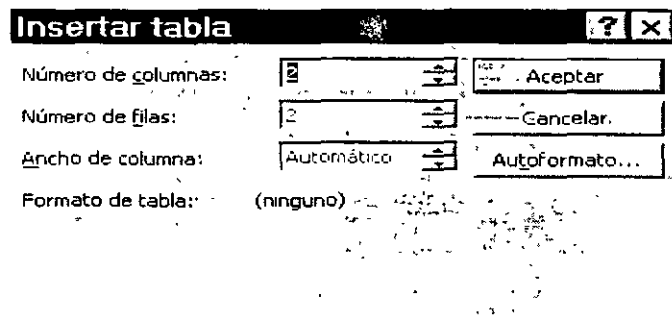 Insertar tabla ? ×
Número de columnas: 2 Aceptar
Número de filas: 2 Cancelar
Ancho de columna: Automático Autoformato...
Formato de tabla: (ninguno)